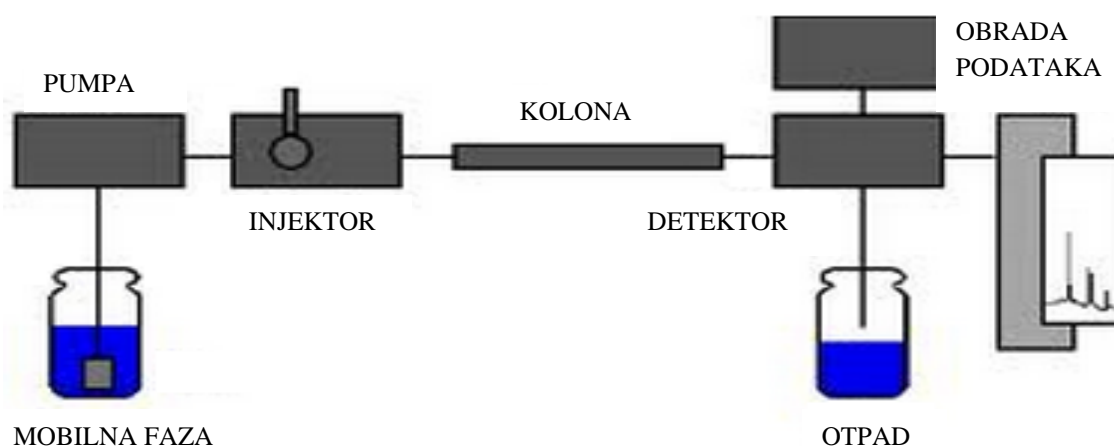 OBRADA
PODATAKA
PUMPA
KOLONA
INJEKTOR
DETEKTOR
MOBILNA FAZA
OTPAD